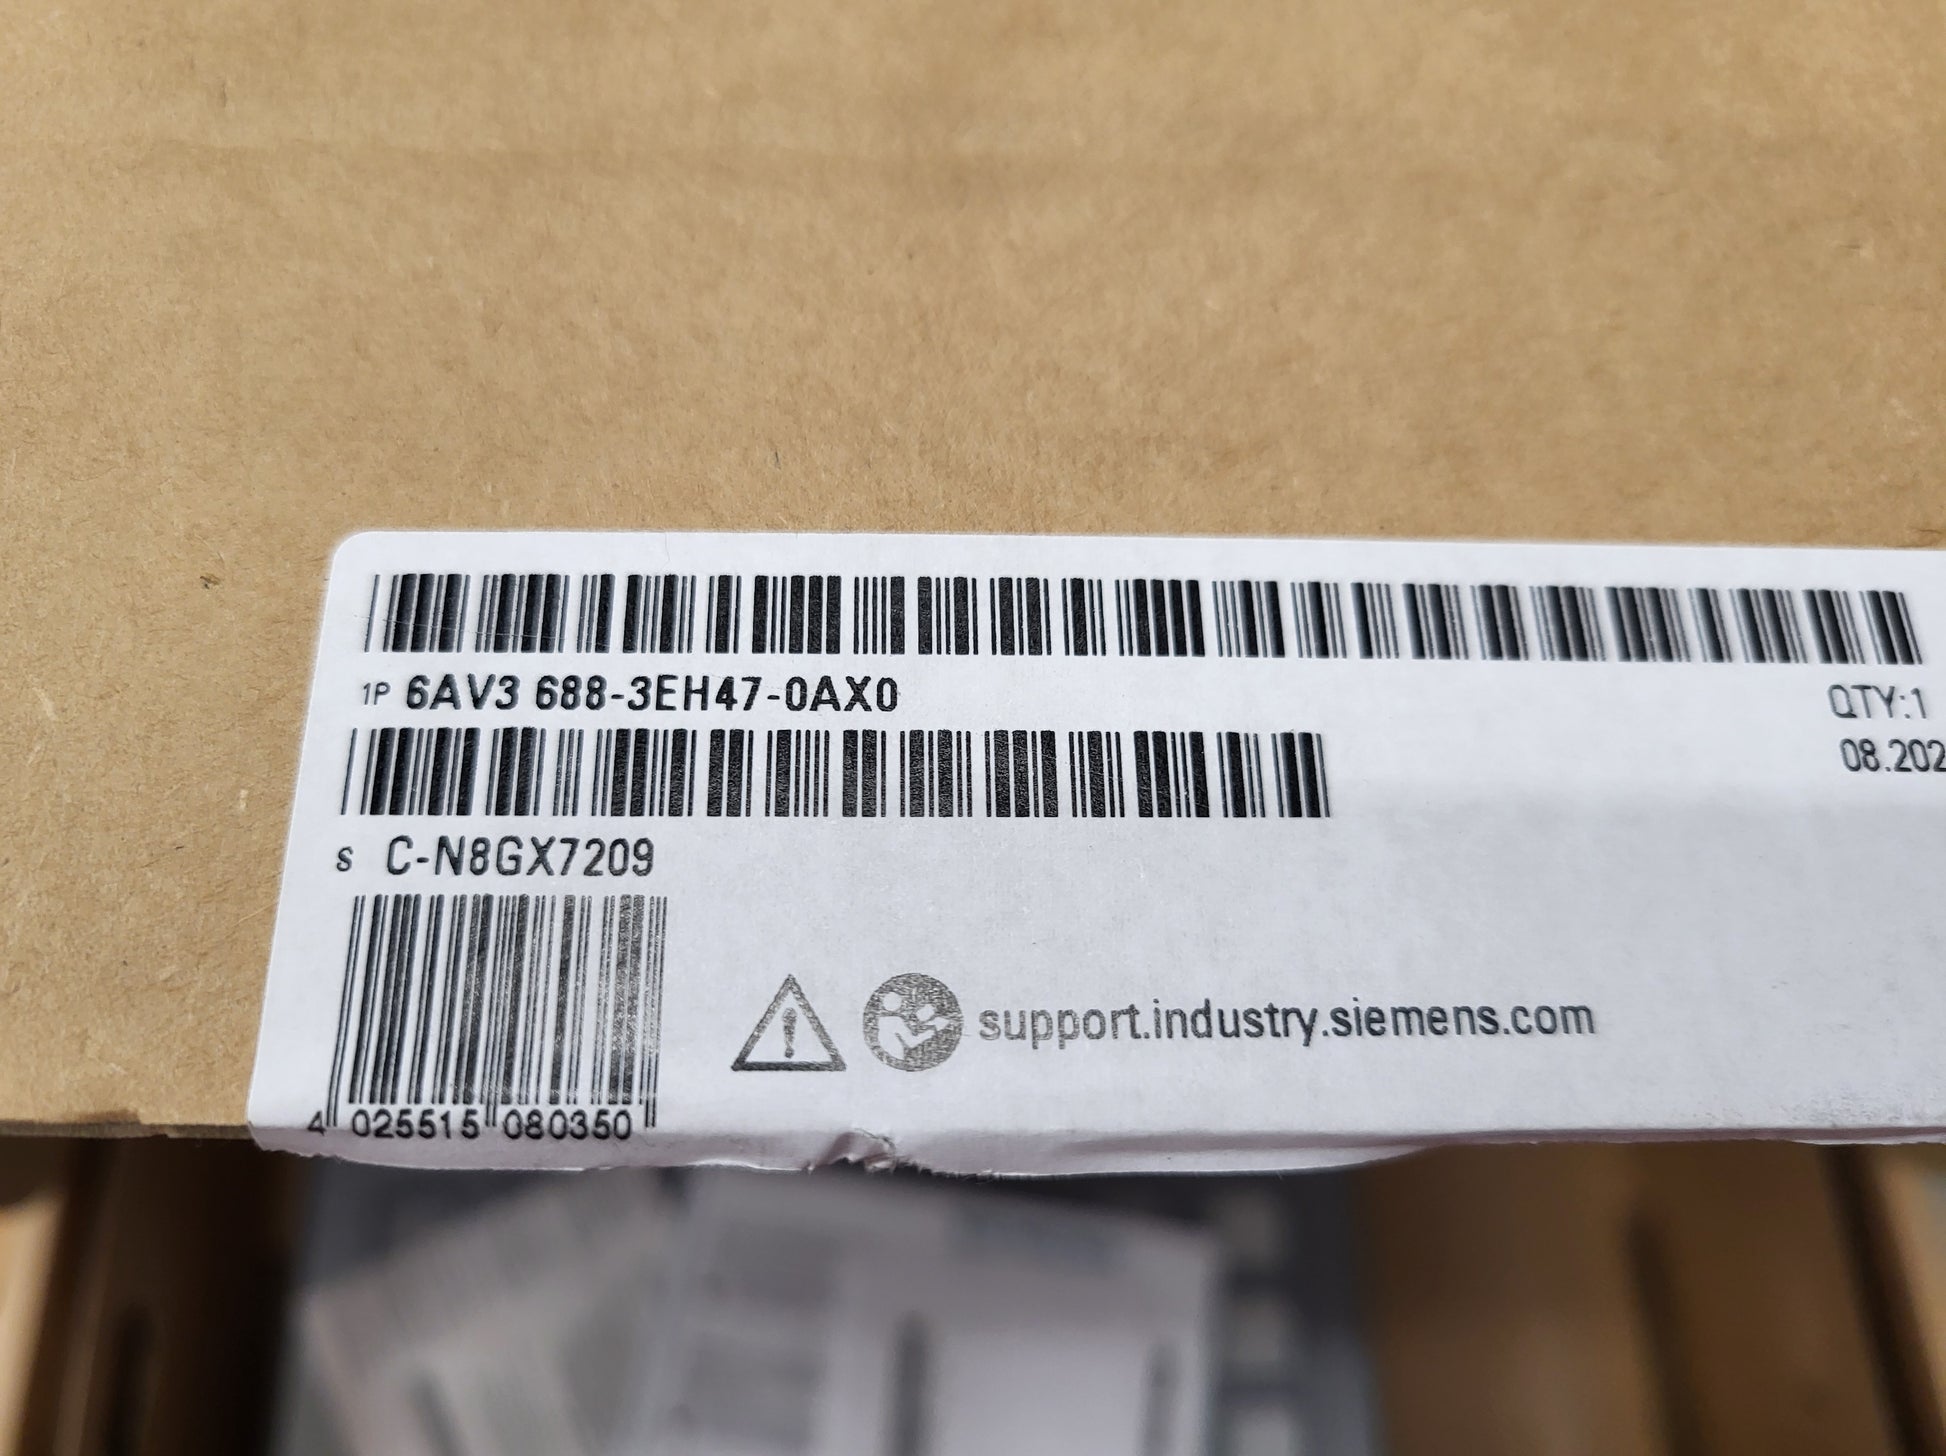 1P 6AV3 688-3EH47-0AX0
QTY:1
08.202
S C-N8GX7209
support.industry.siemens.com
4 025515 080350